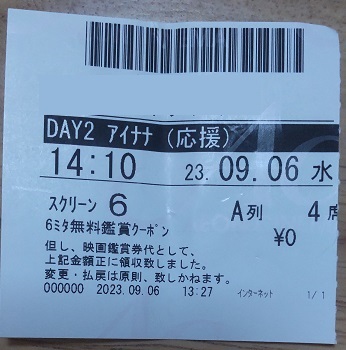 DAY2 アイナナ (応援)
14:10 23.09.06 水
スクリーン 6 A列 4席
6ミタ無料鑑賞クーポン
¥0
但し、映画鑑賞券代として、
上記金額正に領収致しました。
変更・払戻は原則、致しかねます。
000000 2023.09.06 13:27 インターネット 1/1